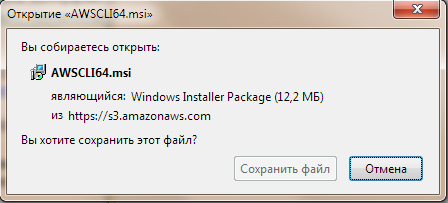 Открытие «AWSCLI64.msi»
Вы собираетесь открыть:
AWSCLI64.msi
являющийся: Windows Installer Package (12,2 МБ)
из https://s3.amazonaws.com
Вы хотите сохранить этот файл?
Сохранить файл Отмена